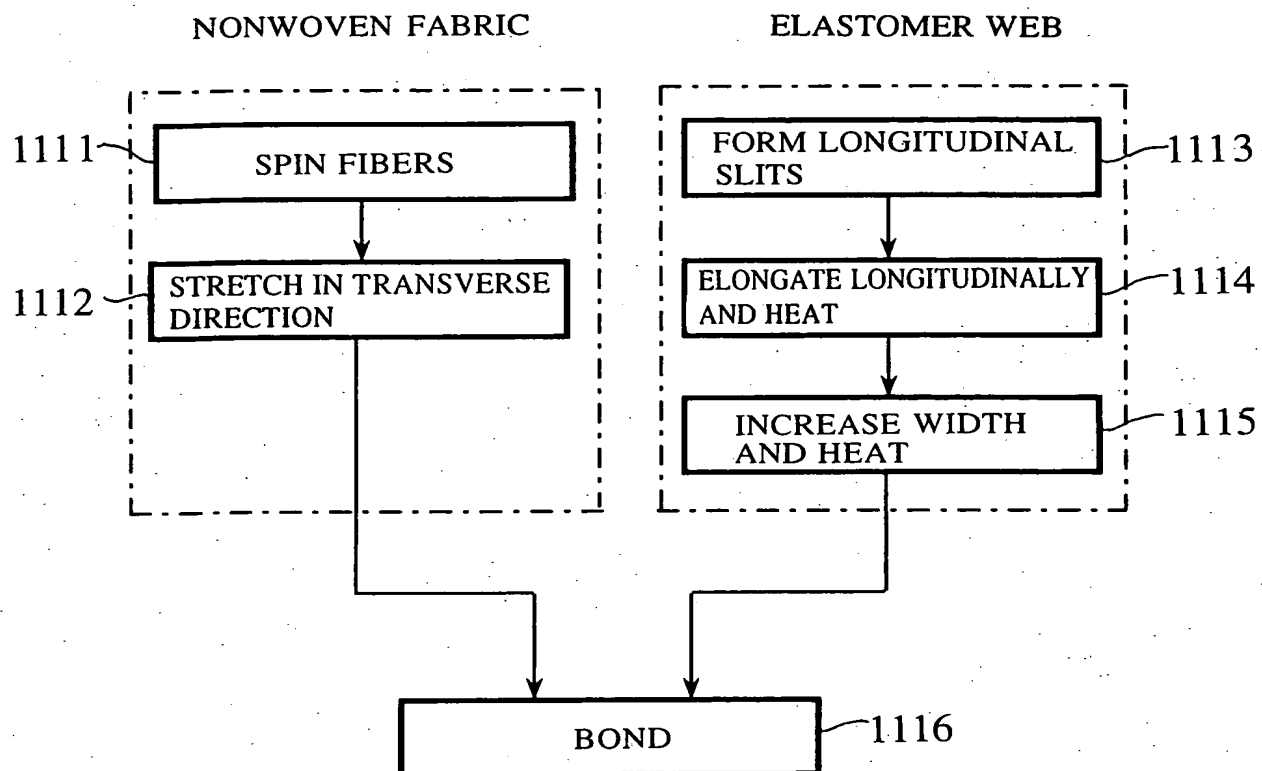 NONWOVEN FABRIC
ELASTOMER WEB
1111
SPIN FIBERS
FORM LONGITUDINAL
SLITS
1113
1112
STRETCH IN TRANSVERSE
DIRECTION
ELONGATE LONGITUDINALLY
AND HEAT
1114
INCREASE WIDTH
AND HEAT
1115
BOND
1116